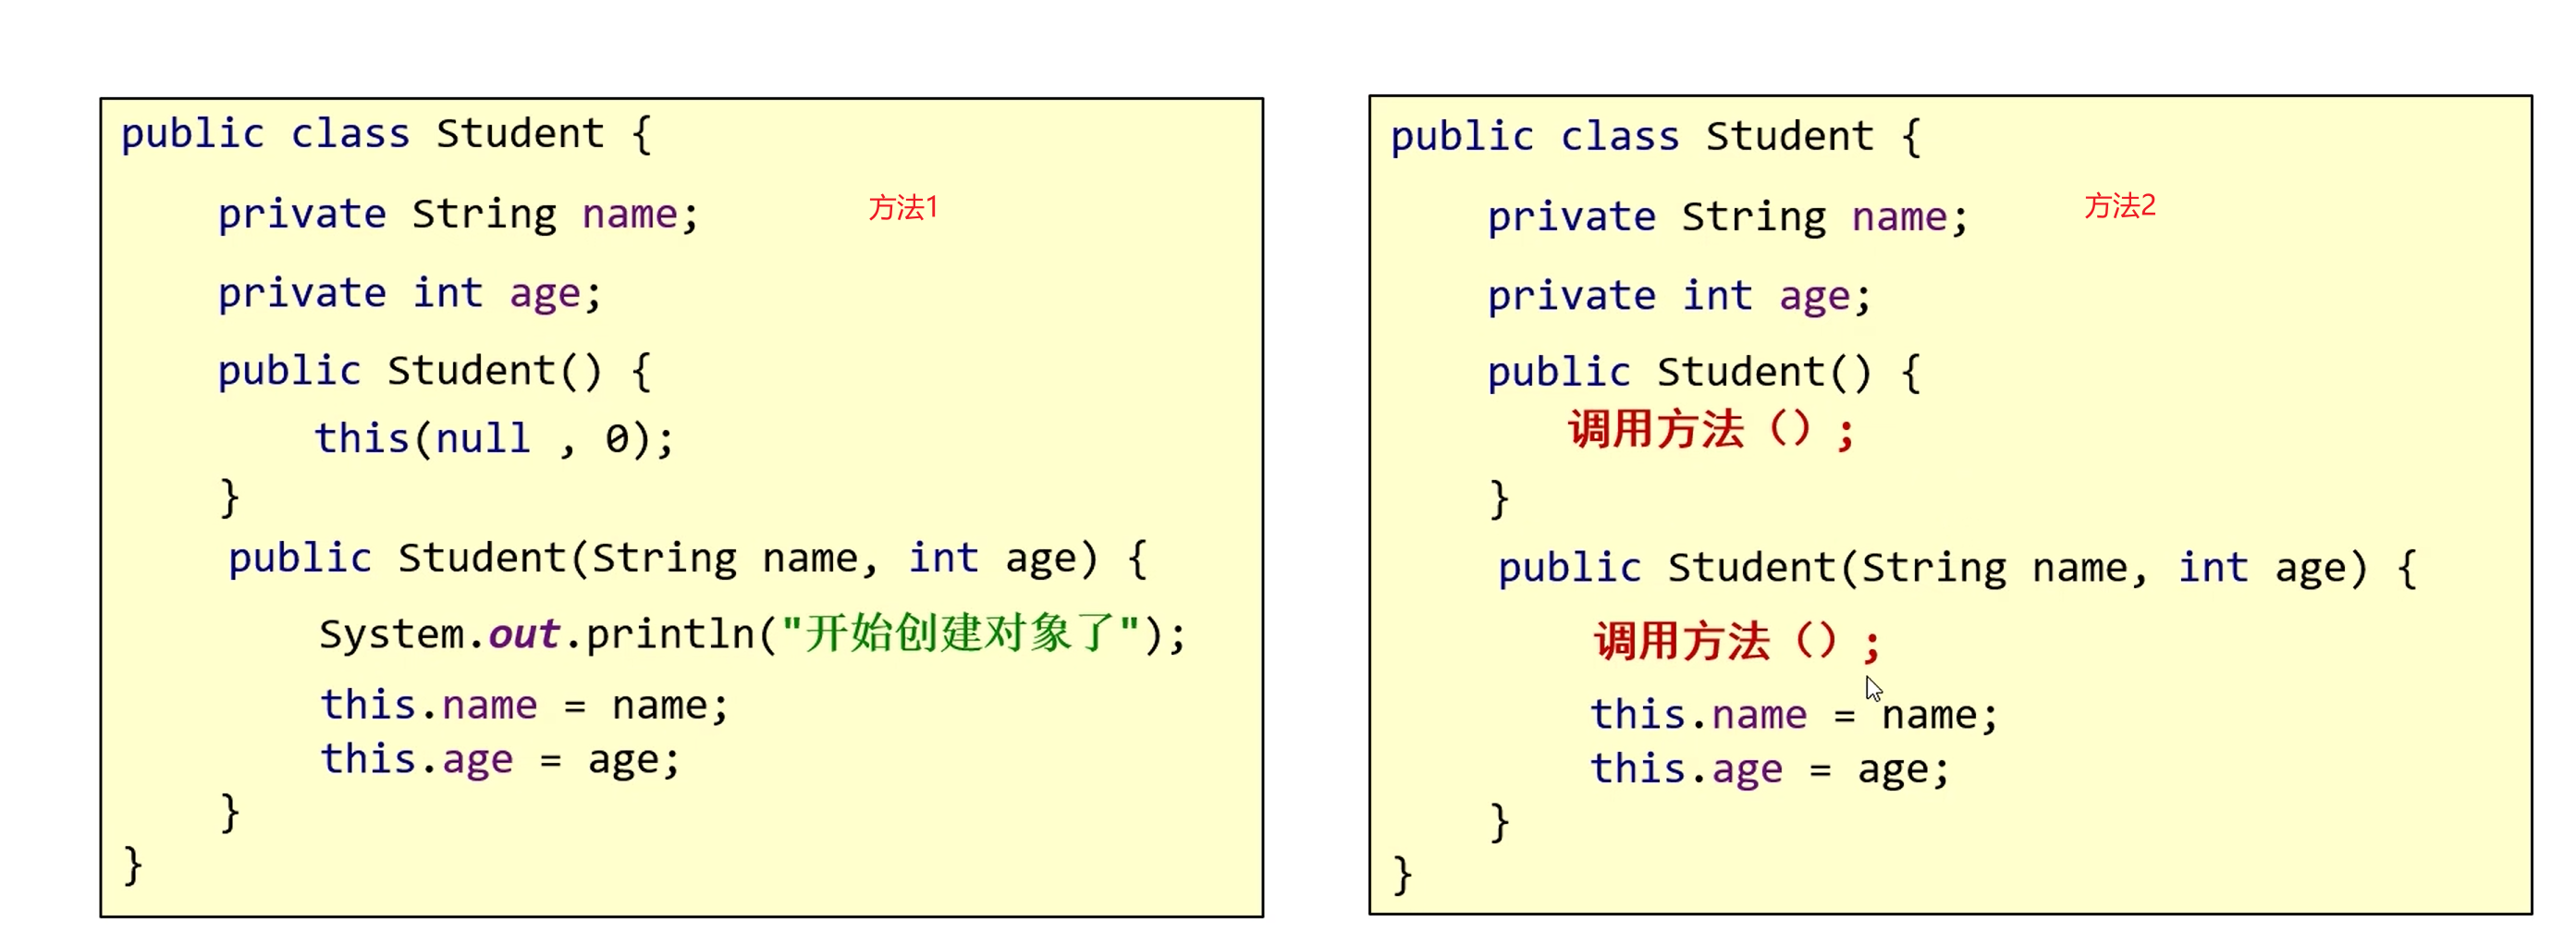 public class Student {
private String name;
方法1
private int age;
public Student() {
this(null , 0);
}
public Student(String name, int age) {
System.out.println("开始创建对象了");
this.name = name;
this.age = age;
}
}
public class Student {
private String name;
方法2
private int age;
public Student() {
调用方法（）；
}
public Student(String name, int age) {
调用方法（）；
this.name = name;
this.age = age;
}
}